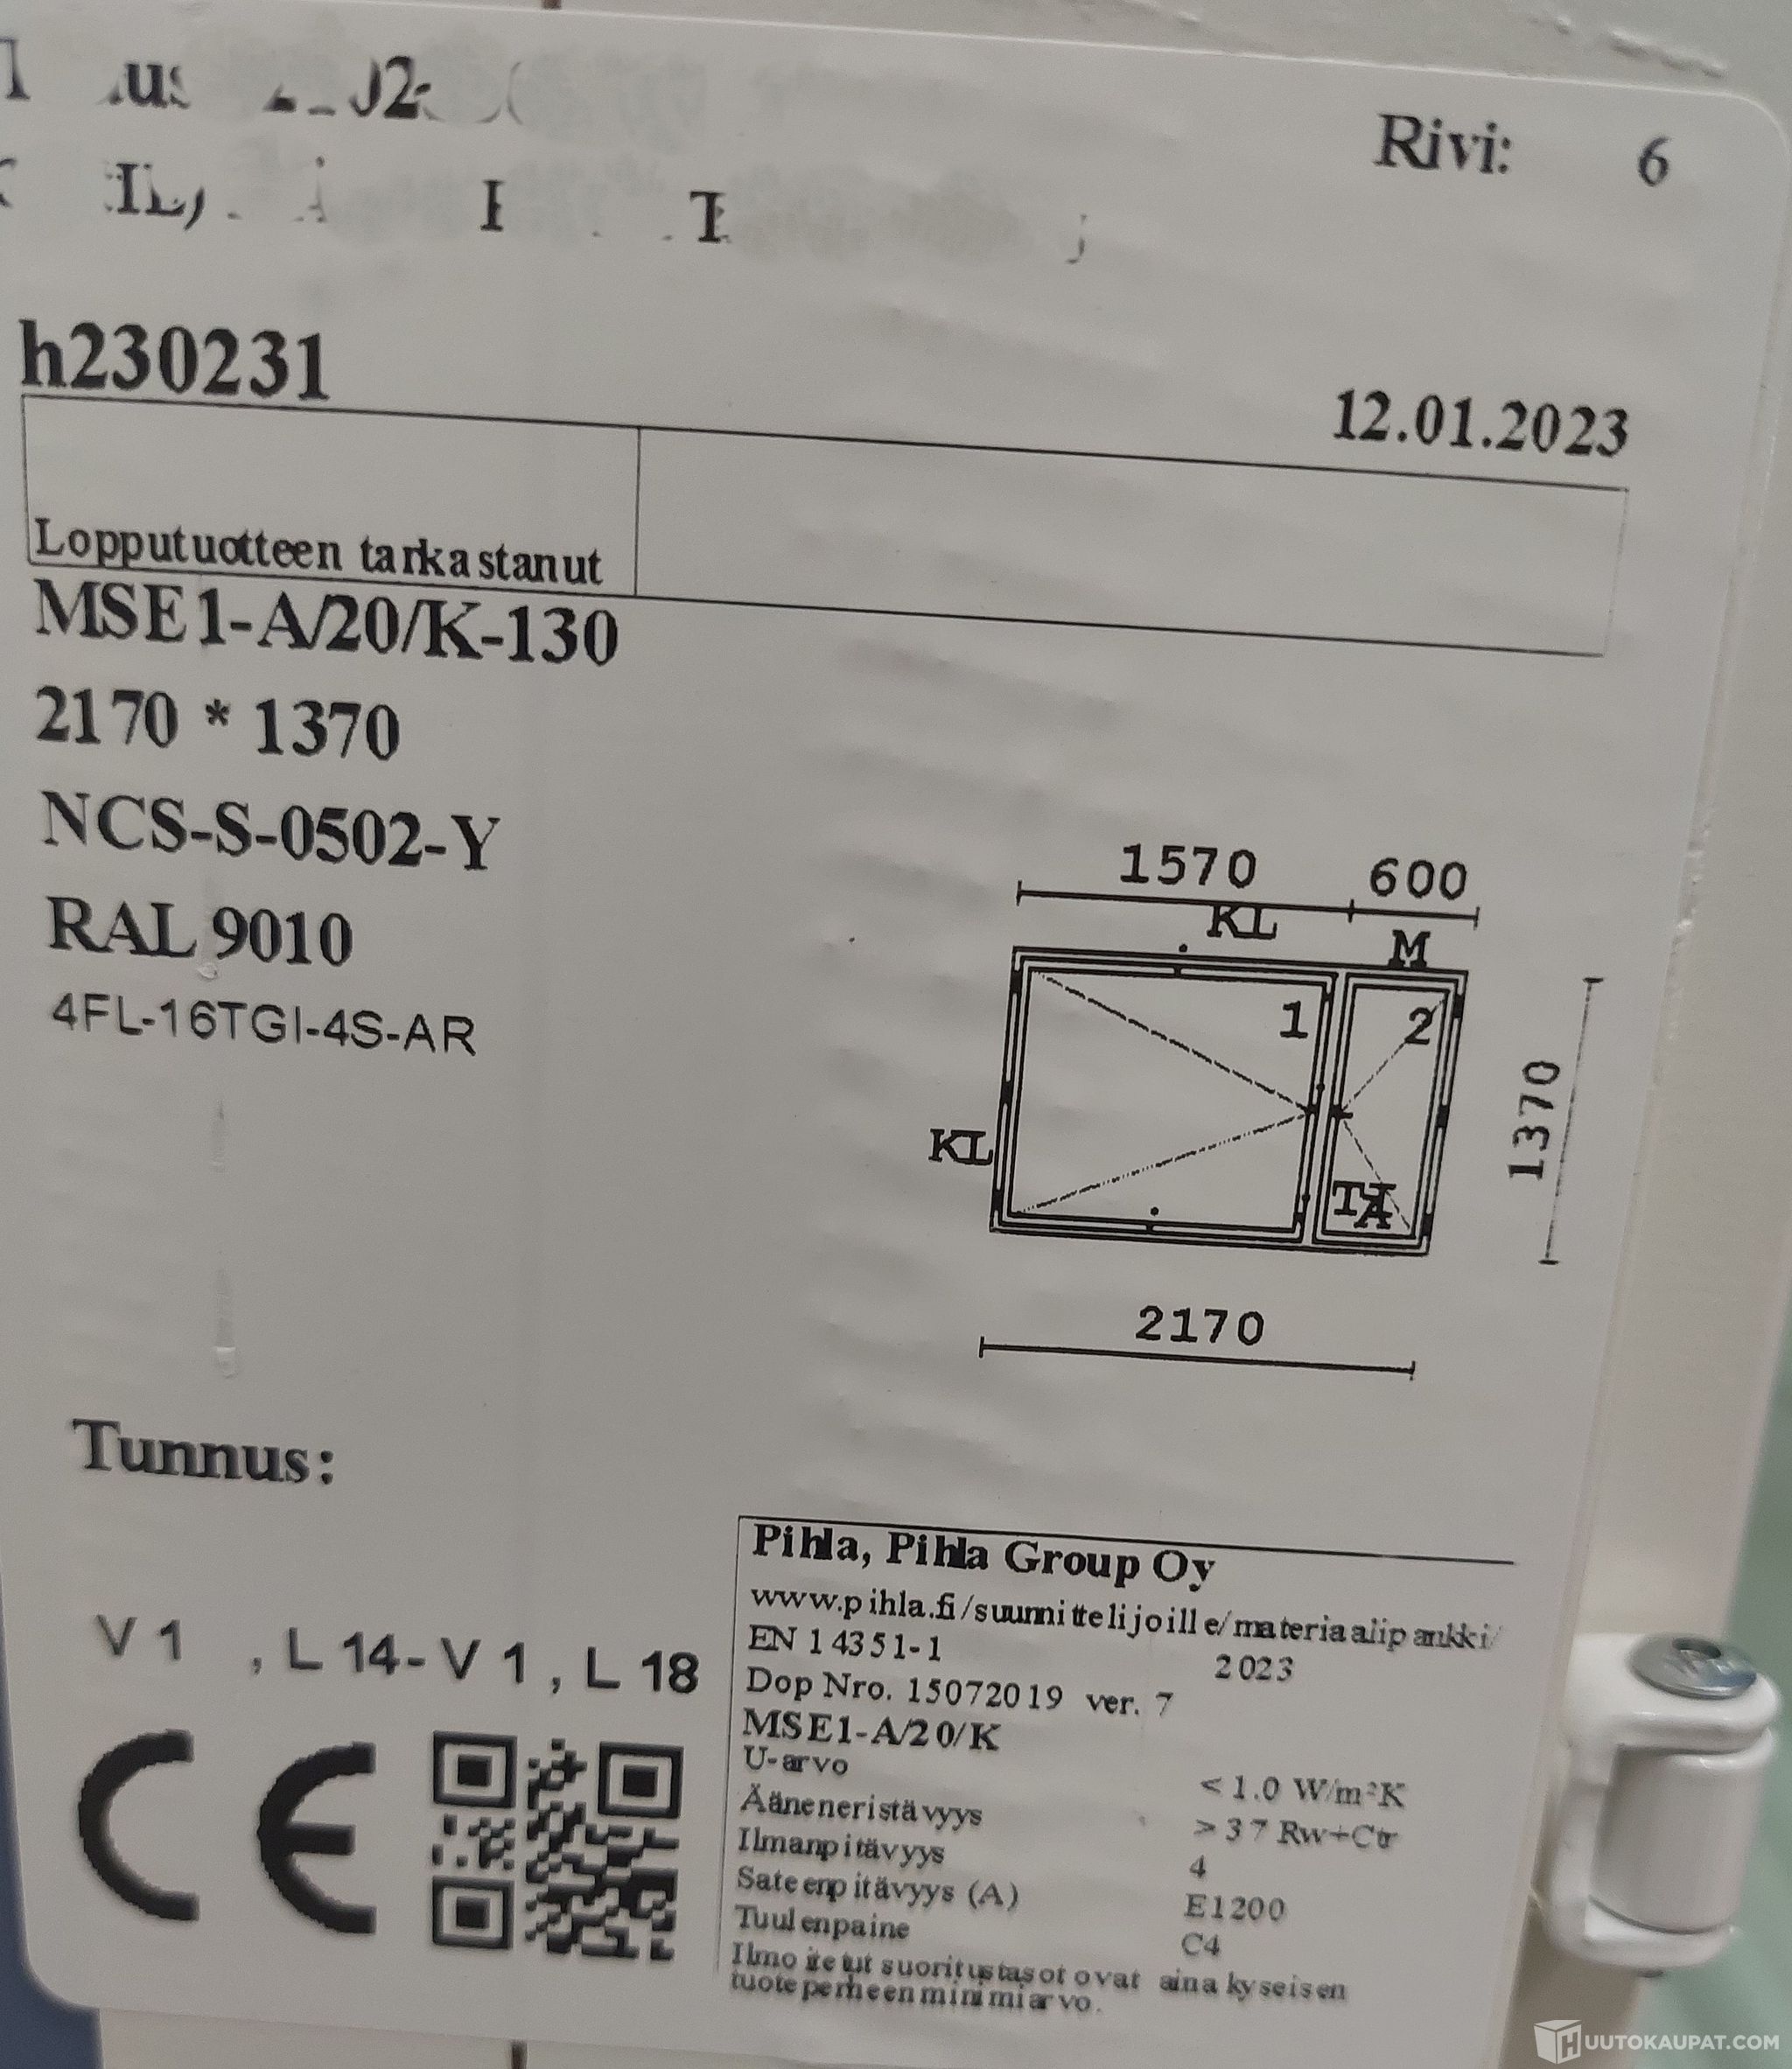 Rivi: 6
h230231
12.01.2023
Lopputuotteen tarkastanut
MSE1-A/20/K-130
2170 * 1370
NCS-S-0502-Y
RAL 9010
4FL-16TGI-4S-AR
1570 600
KL M
1 2
KL
TA
1370
2170
Tunnus:
V 1 , L 14- V 1 , L 18
CE
Pihla, Pihla Group Oy
www.pihla.fi/suunnittelijoille/materiaalipankki/
EN 14351-1
2023
Dop Nro. 15072019 ver. 7
MSE1-A/20/K
U-arvo < 1.0 W/m²K
Ääneneristävyys > 37 Rw+Ctr
Ilmanpitävyys 4
Sateenpitävyys (A) E1200
Tuulenpaine C4
Ilmoitetut suoritustasot ovat aina kyseisen
tuoteperheen minimiarvo.
HUUTOKAUPAT.COM